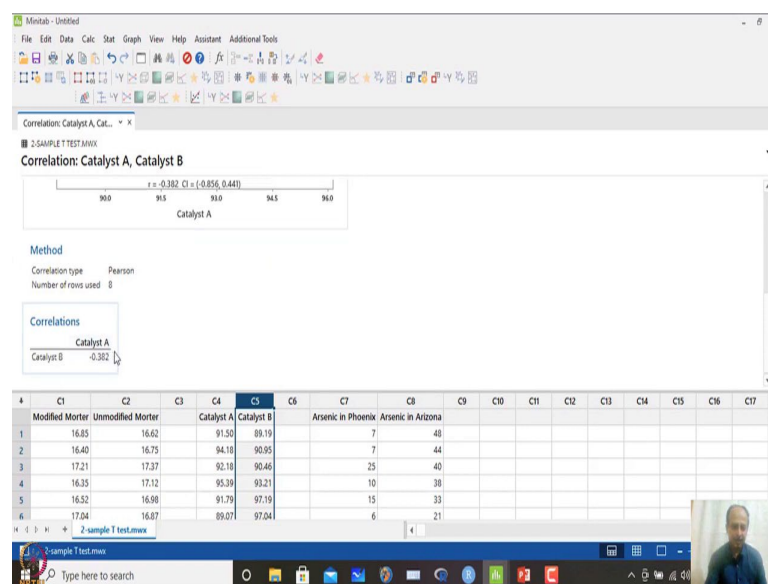 Minitab - Untitled
File Edit Data Calc Stat Graph View Help Assistant Additional Tools
Correlation: Catalyst A, Cat...
2-SAMPLE T TEST.MWX
Correlation: Catalyst A, Catalyst B
r = -0.382 CI = (-0.856, 0.441)
90.0 91.5 93.0 94.5 96.0
Catalyst A
Method
Correlation type Pearson
Number of rows used 8
Correlations
Catalyst A
Catalyst B -0.382
C1 C2 C3 C4 C5 C6 C7 C8 C9 C10 C11 C12 C13 C14 C15 C16 C17
Modified Morter Unmodified Morter Catalyst A Catalyst B Arsenic in Phoenix Arsenic in Arizona
1 16.85 16.62 91.50 89.19 7 48
2 16.40 16.75 94.18 90.95 7 44
3 17.21 17.37 92.18 90.46 25 40
4 16.35 17.12 95.39 93.21 10 38
5 16.52 16.98 91.79 97.19 15 33
6 17.04 16.87 89.07 97.04 6 21
2-sample T test.mwx
2-sample T test.mwx
Type here to search